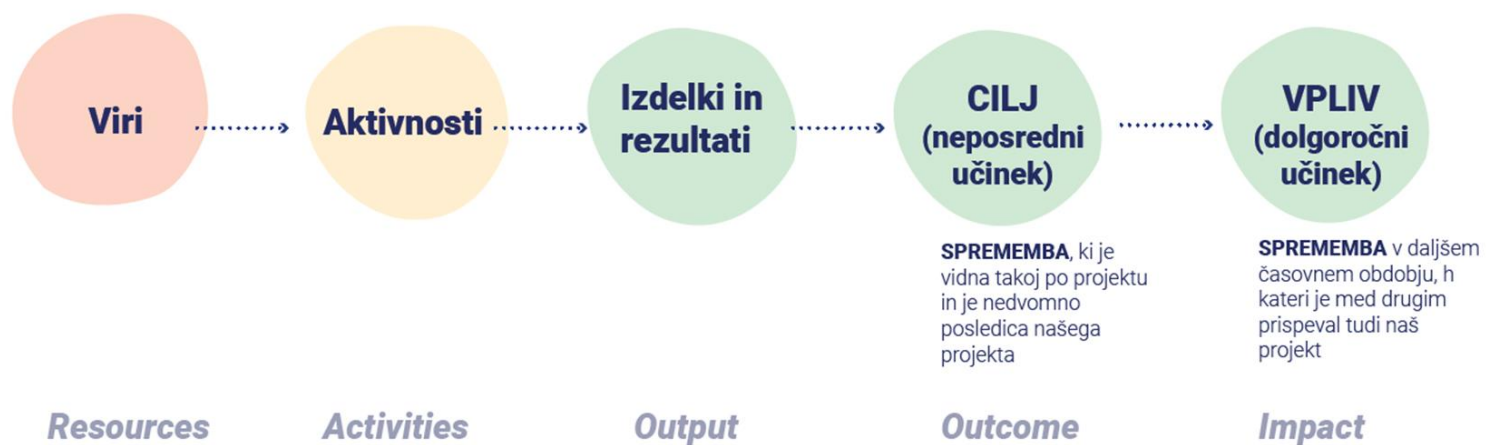 Viri
Aktivnosti
Izdelki in
rezultati
CILJ
(neposredni
učinek)
VPLIV
(dolgoročni
učinek)
SPREMEMBA, ki je
vidna takoj po projektu
in je nedvomno
posledica našega
projekta
SPREMEMBA v daljšem
časovnem obdobju, h
kateri je med drugim
prispeval tudi naš
projekt
Resources
Activities
Output
Outcome
Impact